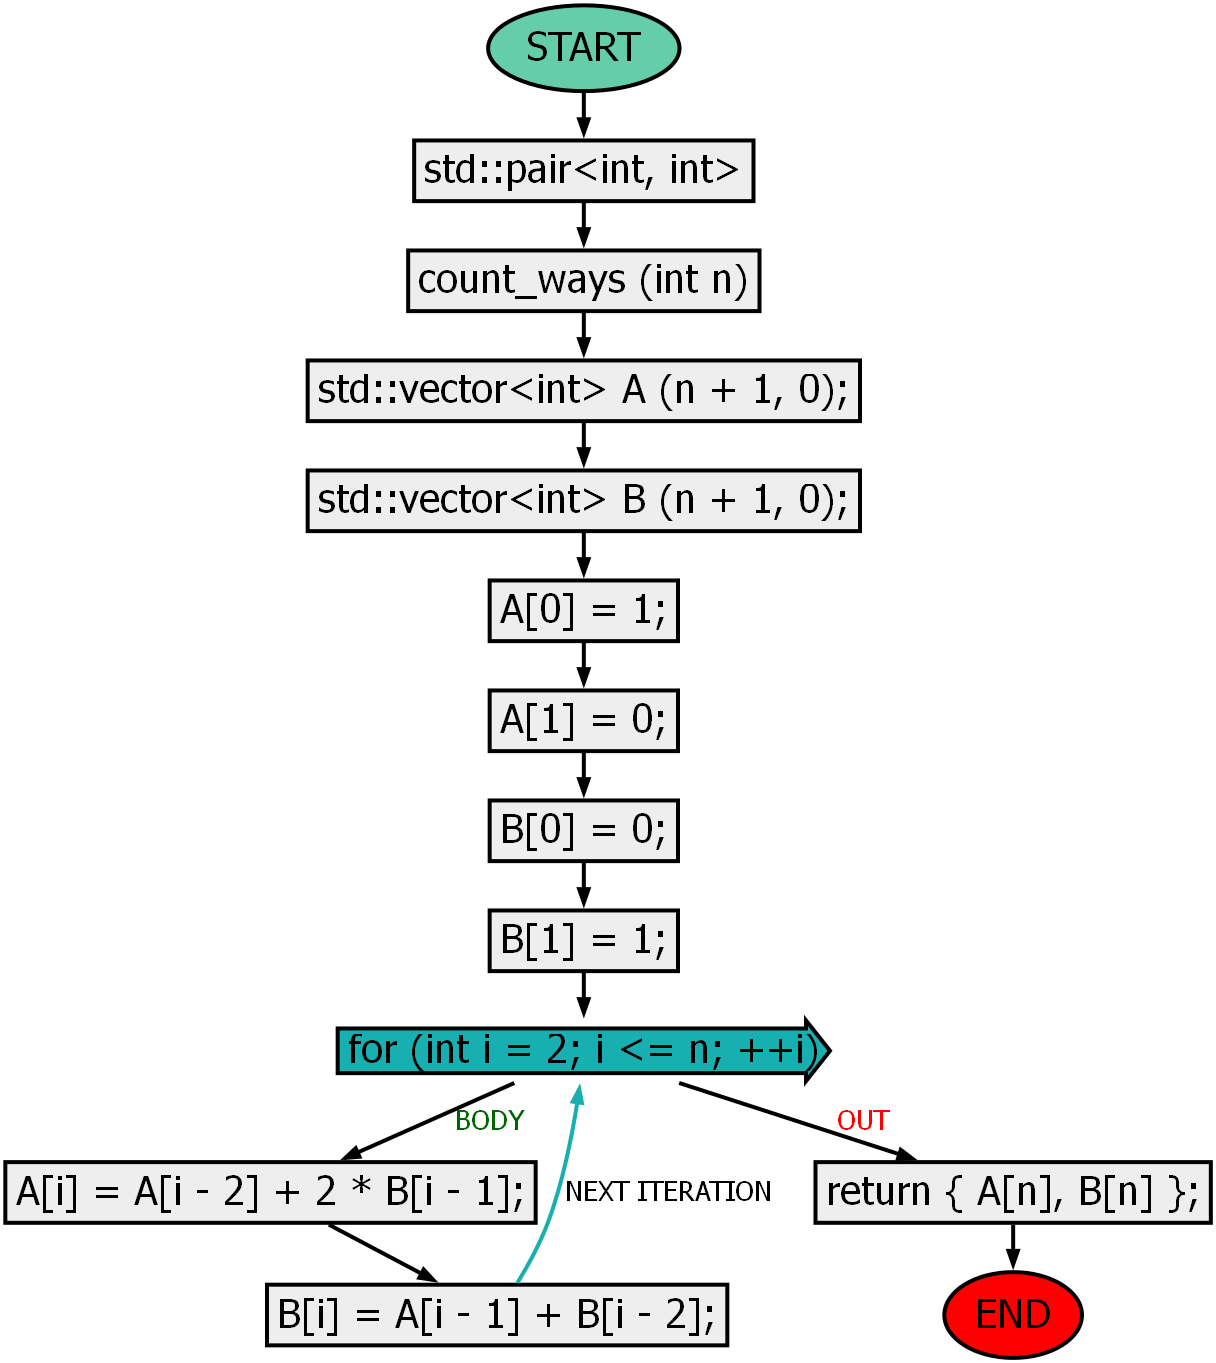 START
std::pair<int, int>
count_ways (int n)
std::vector<int> A (n + 1, 0);
std::vector<int> B (n + 1, 0);
A[0] = 1;
A[1] = 0;
B[0] = 0;
B[1] = 1;
for (int i = 2; i <= n; ++i)
BODY
OUT
A[i] = A[i - 2] + 2 * B[i - 1];
NEXT ITERATION
return { A[n], B[n] };
B[i] = A[i - 1] + B[i - 2];
END